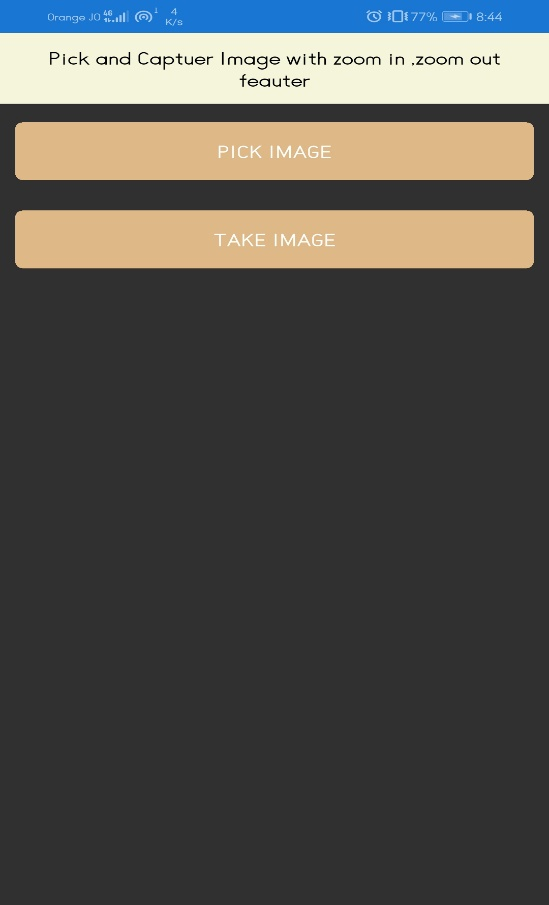 Orange JO 4G 4 K/s 77% 8:44
Pick and Captuer Image with zoom in .zoom out
feauter
PICK IMAGE
TAKE IMAGE